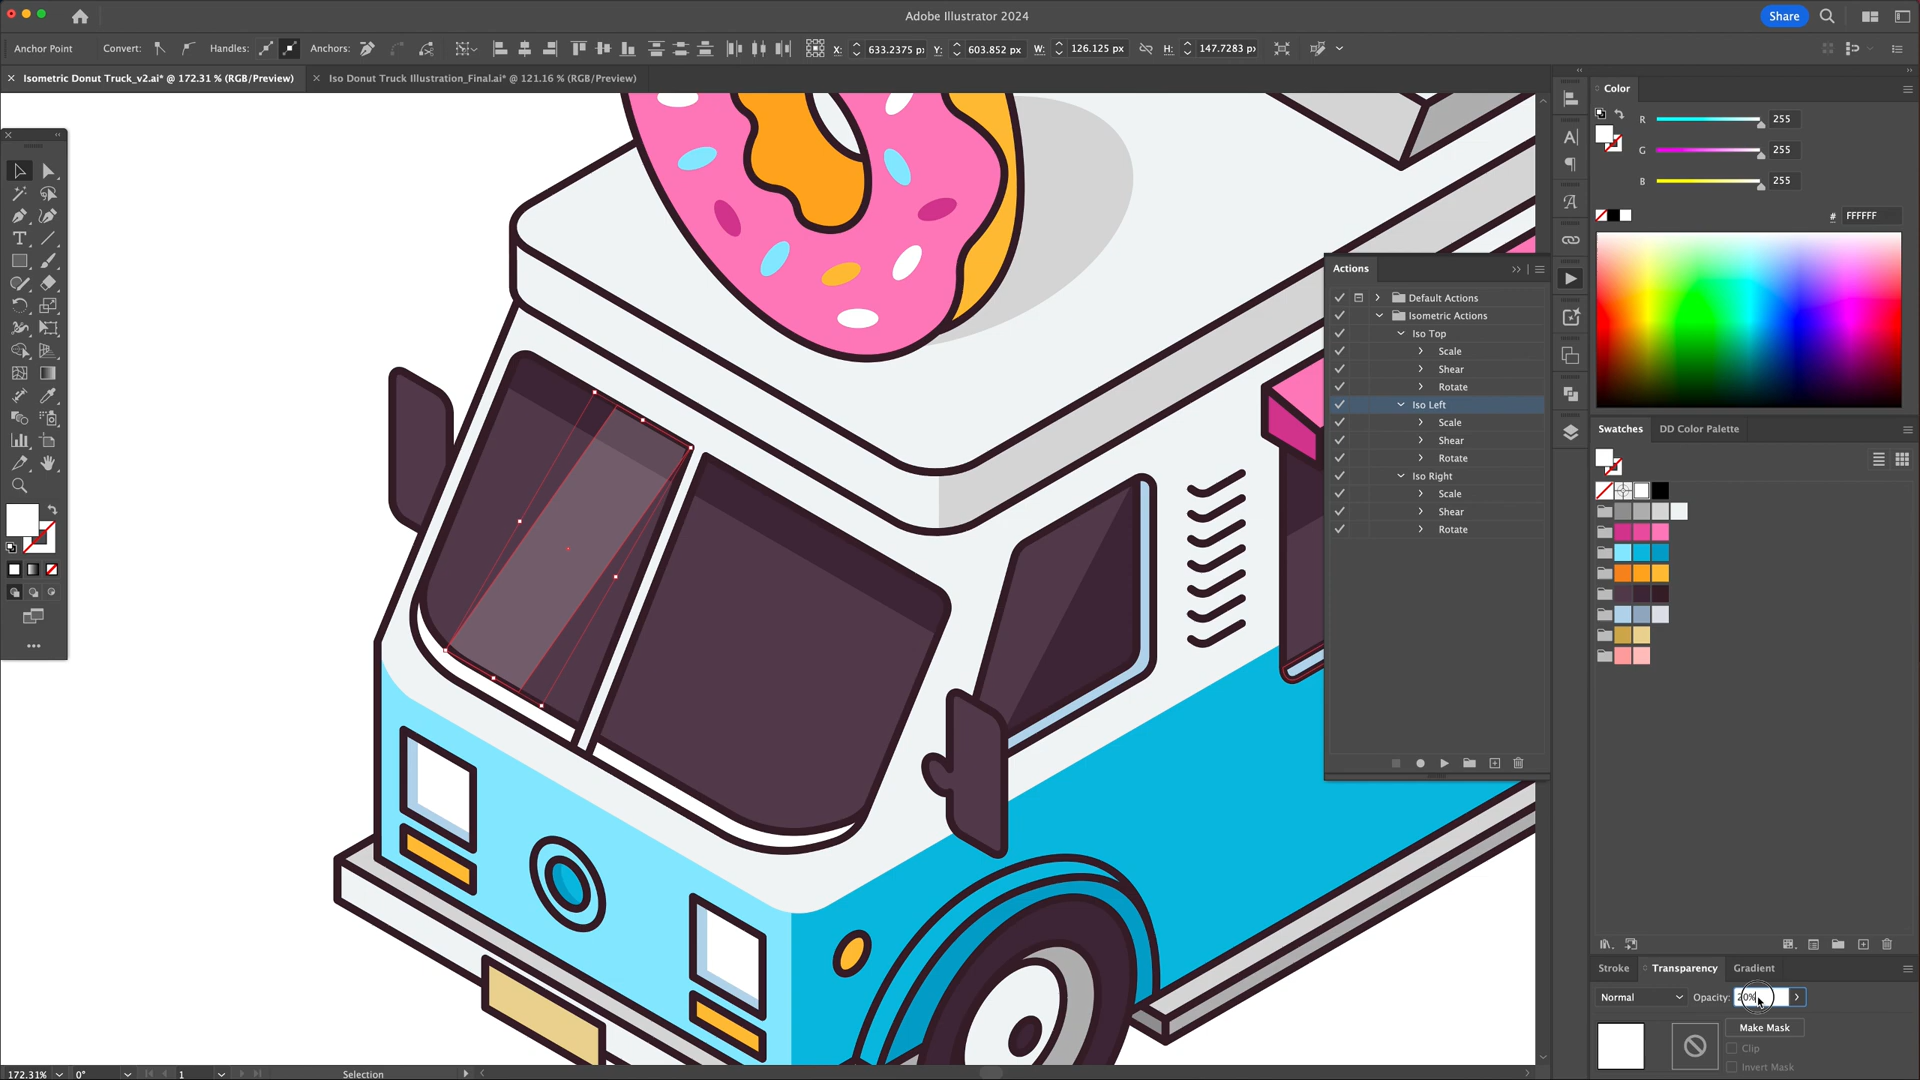 Adobe Illustrator 2024
Share
Anchor Point
Convert:
Handles:
Anchors:
X:
633.2375 p
Y:
603.852 px
W:
126.125 px
H:
147.7283 p
Isometric Donut Truck_v2.ai* @ 172.31 % (RGB/Preview)
Iso Donut Truck Illustration_Final.ai* @ 121.16 % (RGB/Preview)
Color
R
255
G
255
B
255
#
FFFFFF
Actions
Default Actions
Isometric Actions
Iso Top
Scale
Shear
Rotate
Iso Left
Scale
Shear
Rotate
Iso Right
Scale
Shear
Rotate
Swatches
DD Color Palette
Stroke
Transparency
Gradient
Normal
Opacity:
20%
Make Mask
Clip
Invert Mask
172.31%
0°
1
Selection